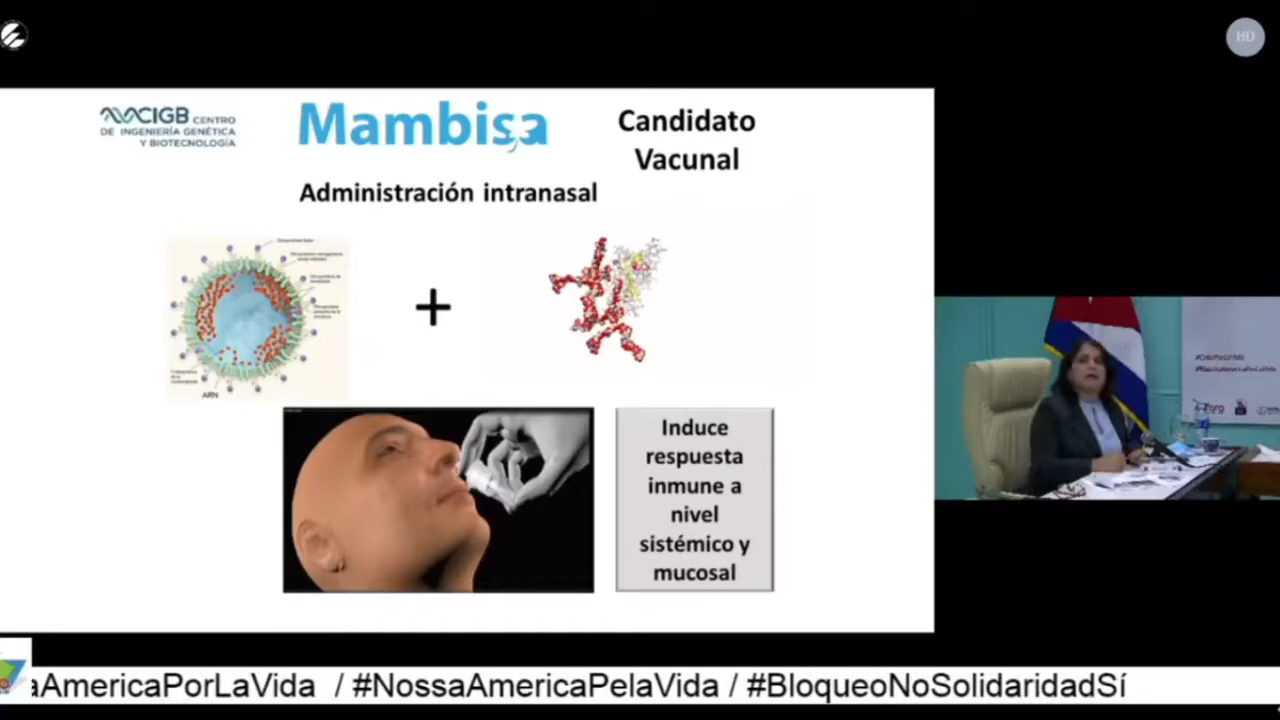 HD
CIGB CENTRO
DE INGENIERÍA GENÉTICA
Y BIOTECNOLOGÍA
Mambisa
Candidato
Vacunal
Administración intranasal
ARN
+
Induce
respuesta
inmune a
nivel
sistémico y
mucosal
aAmericaPorLaVida / #NossaAmericaPelaVida / #BloqueoNoSolidaridadSí